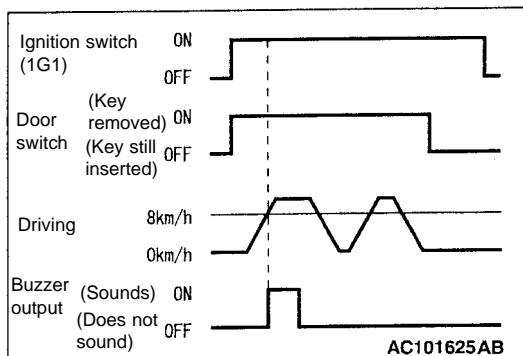 Ignition switch ON
(1G1)
OFF
Door switch (Key removed) ON
(Key still inserted) OFF
Driving 8km/h
0km/h
Buzzer output (Sounds) ON
(Does not sound) OFF
AC101625AB